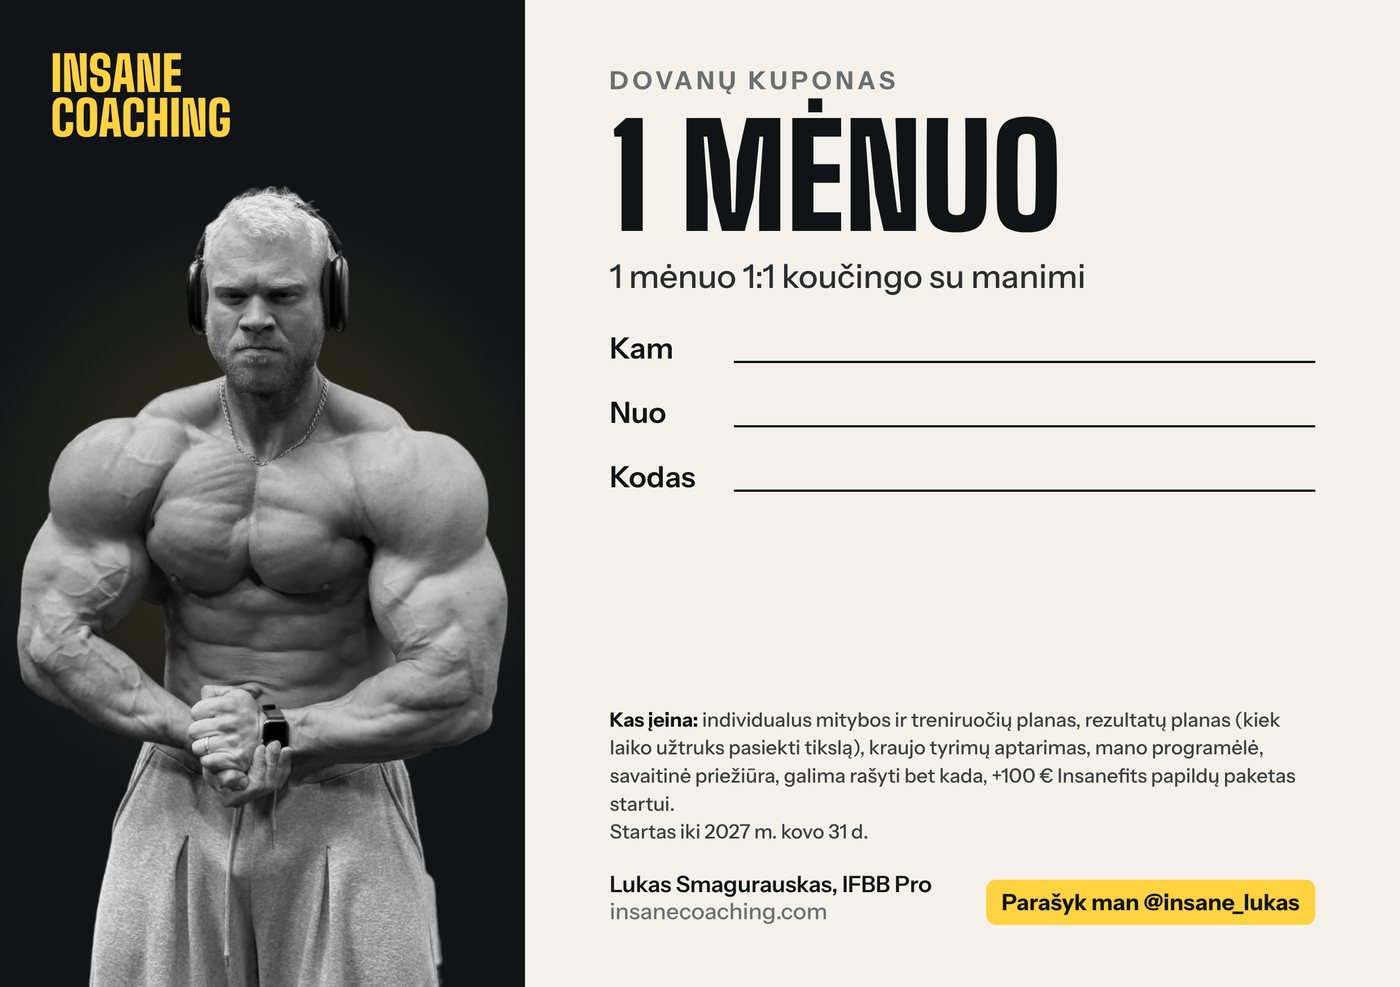 INSANE
COACHING
DOVANŲ KUPONAS
1 MĖNUO
1 mėnuo 1:1 koučingo su manimi
Kam
Nuo
Kodas
Kas įeina: individualus mitybos ir treniruočių planas, rezultatų planas (kiek
laiko užtruks pasiekti tikslą), kraujo tyrimų aptarimas, mano programėlė,
savaitinė priežiūra, galima rašyti bet kada, +100 € Insanefits papildų paketas
startui.
Startas iki 2027 m. kovo 31 d.
Lukas Smagurauskas, IFBB Pro
insanecoaching.com
Parašyk man @insane_lukas